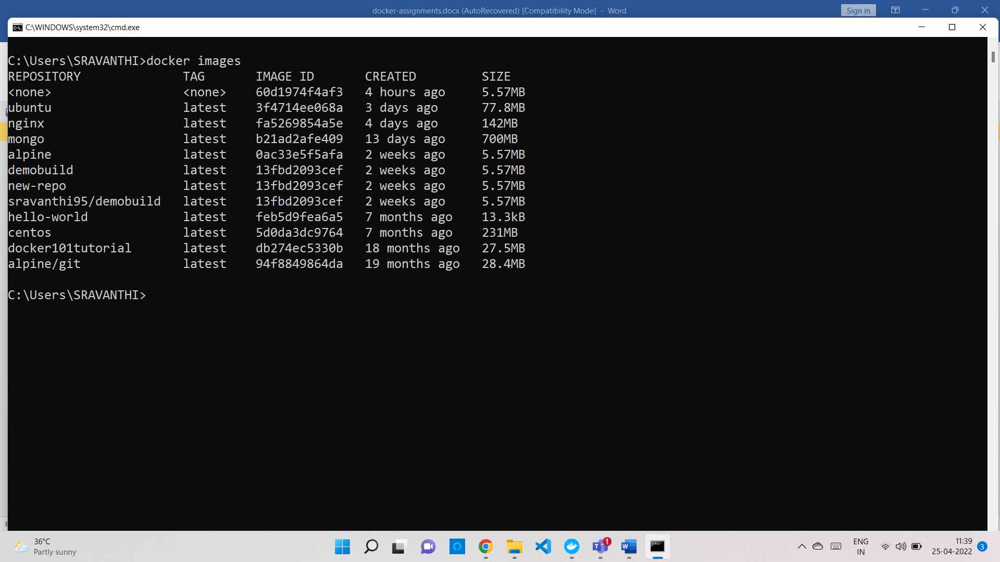 docker-assignments.docx (AutoRecovered) [Compatibility Mode] - Word
Sign in
C:\WINDOWS\system32\cmd.exe
C:\Users\SRAVANTHI>docker images
REPOSITORY TAG IMAGE ID CREATED SIZE
<none> <none> 60d1974f4af3 4 hours ago 5.57MB
ubuntu latest 3f4714ee068a 3 days ago 77.8MB
nginx latest fa5269854a5e 4 days ago 142MB
mongo latest b21ad2afe409 13 days ago 700MB
alpine latest 0ac33e5f5afa 2 weeks ago 5.57MB
demobuild latest 13fbd2093cef 2 weeks ago 5.57MB
new-repo latest 13fbd2093cef 2 weeks ago 5.57MB
sravanthi95/demobuild latest 13fbd2093cef 2 weeks ago 5.57MB
hello-world latest feb5d9fea6a5 7 months ago 13.3kB
centos latest 5d0da3dc9764 7 months ago 231MB
docker101tutorial latest db274ec5330b 18 months ago 27.5MB
alpine/git latest 94f8849864da 19 months ago 28.4MB
C:\Users\SRAVANTHI>
36°C
Partly sunny
1
ENG
IN
11:39
25-04-2022
3